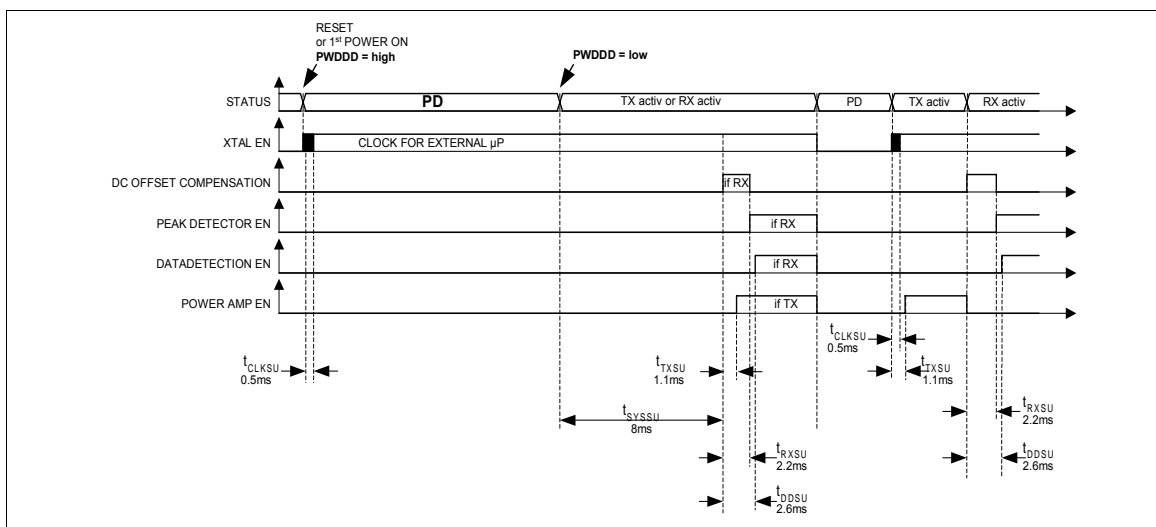 RESET
or 1st POWER ON
PWDDD = high
PWDDD = low
STATUS
PD
TX activ or RX activ
PD
TX activ
RX activ
XTAL EN
CLOCK FOR EXTERNAL µP
DC OFFSET COMPENSATION
if RX
PEAK DETECTOR EN
if RX
DATADETECTION EN
if RX
POWER AMP EN
if TX
tCLKSU
0.5ms
tTXSU
1.1ms
tCLKSU
0.5ms
tTXSU
1.1ms
tSYSSU
8ms
tRXSU
2.2ms
tRXSU
2.2ms
tDDSU
2.6ms
tDDSU
2.6ms